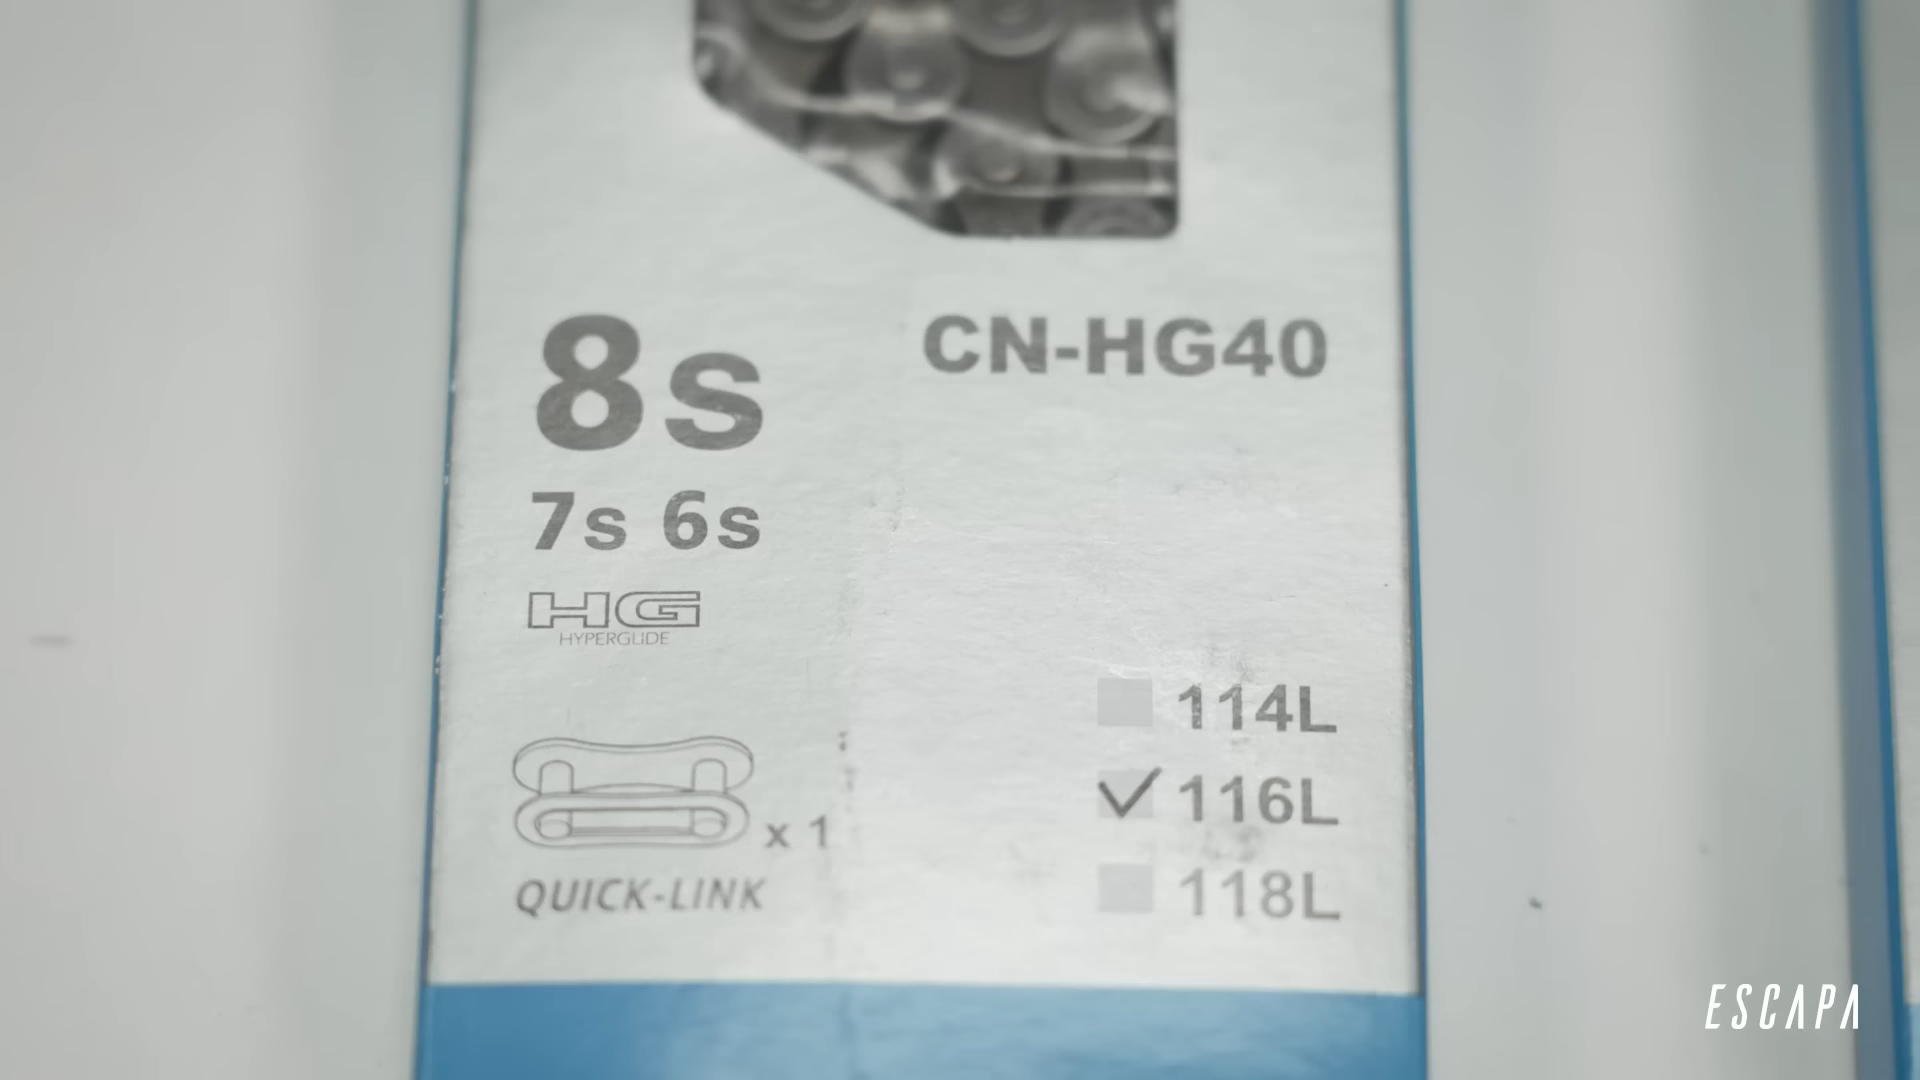 8s
CN-HG40
7s 6s
HG
HYPERGLIDE
114L
116L
x 1
QUICK-LINK
118L
ESCAPA